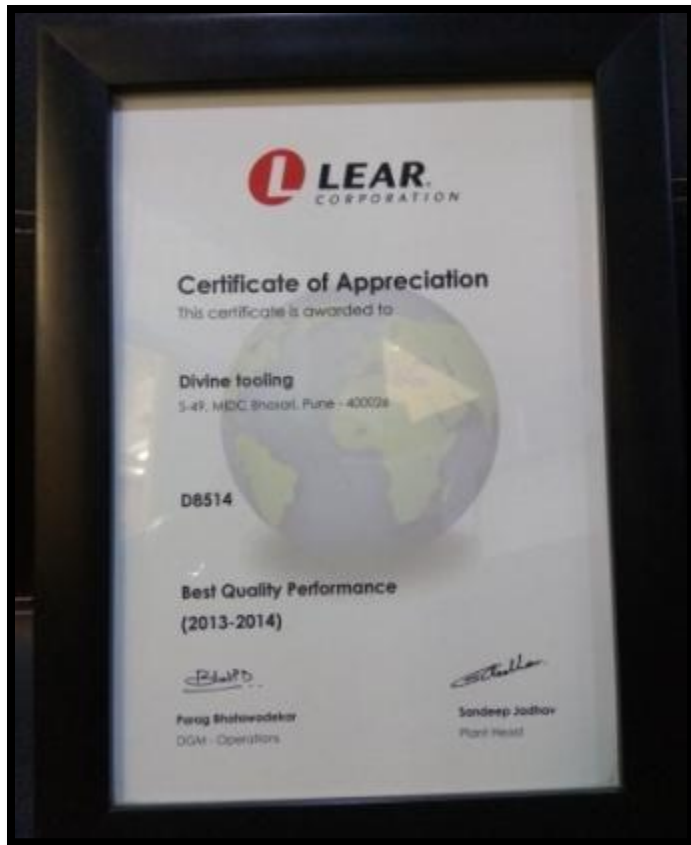 LEAR
CORPORATION
Certificate of Appreciation
This certificate is awarded to
Divine tooling
S-49, MIDC Bhosari, Pune - 400026
D8514
Best Quality Performance
(2013-2014)
Parag Bhatawadekar
DGM - Operations
Sandeep Jadhav
Plant Head